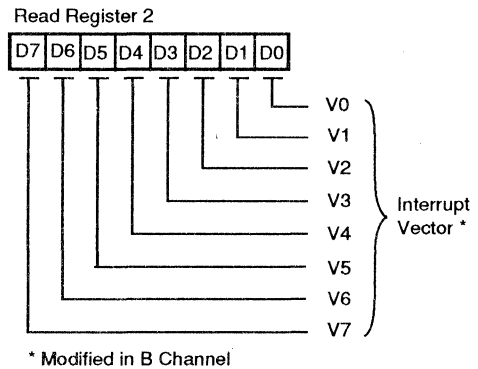 Read Register 2
D7 D6 D5 D4 D3 D2 D1 D0
V0
V1
V2
V3
Interrupt
Vector *
V4
V5
V6
V7
* Modified in B Channel